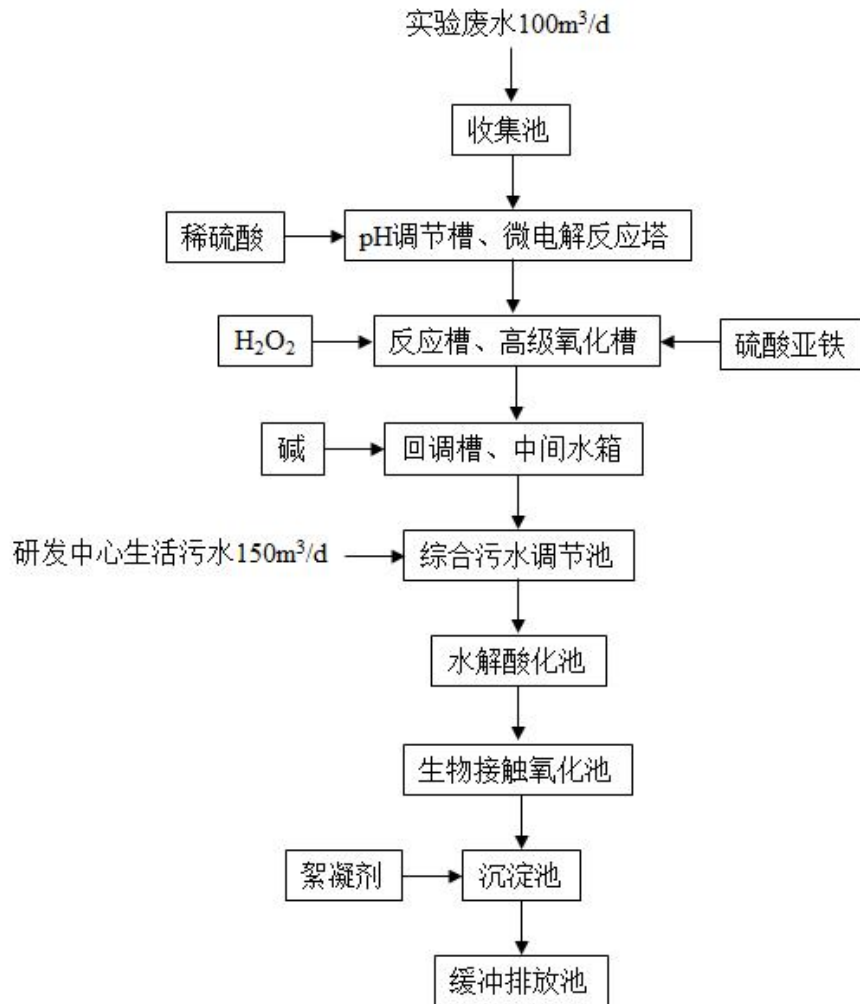 实验废水100m³/d
收集池
稀硫酸
pH调节槽、微电解反应塔
H₂O₂
反应槽、高级氧化槽
硫酸亚铁
碱
回调槽、中间水箱
研发中心生活污水150m³/d
综合污水调节池
水解酸化池
生物接触氧化池
絮凝剂
沉淀池
缓冲排放池